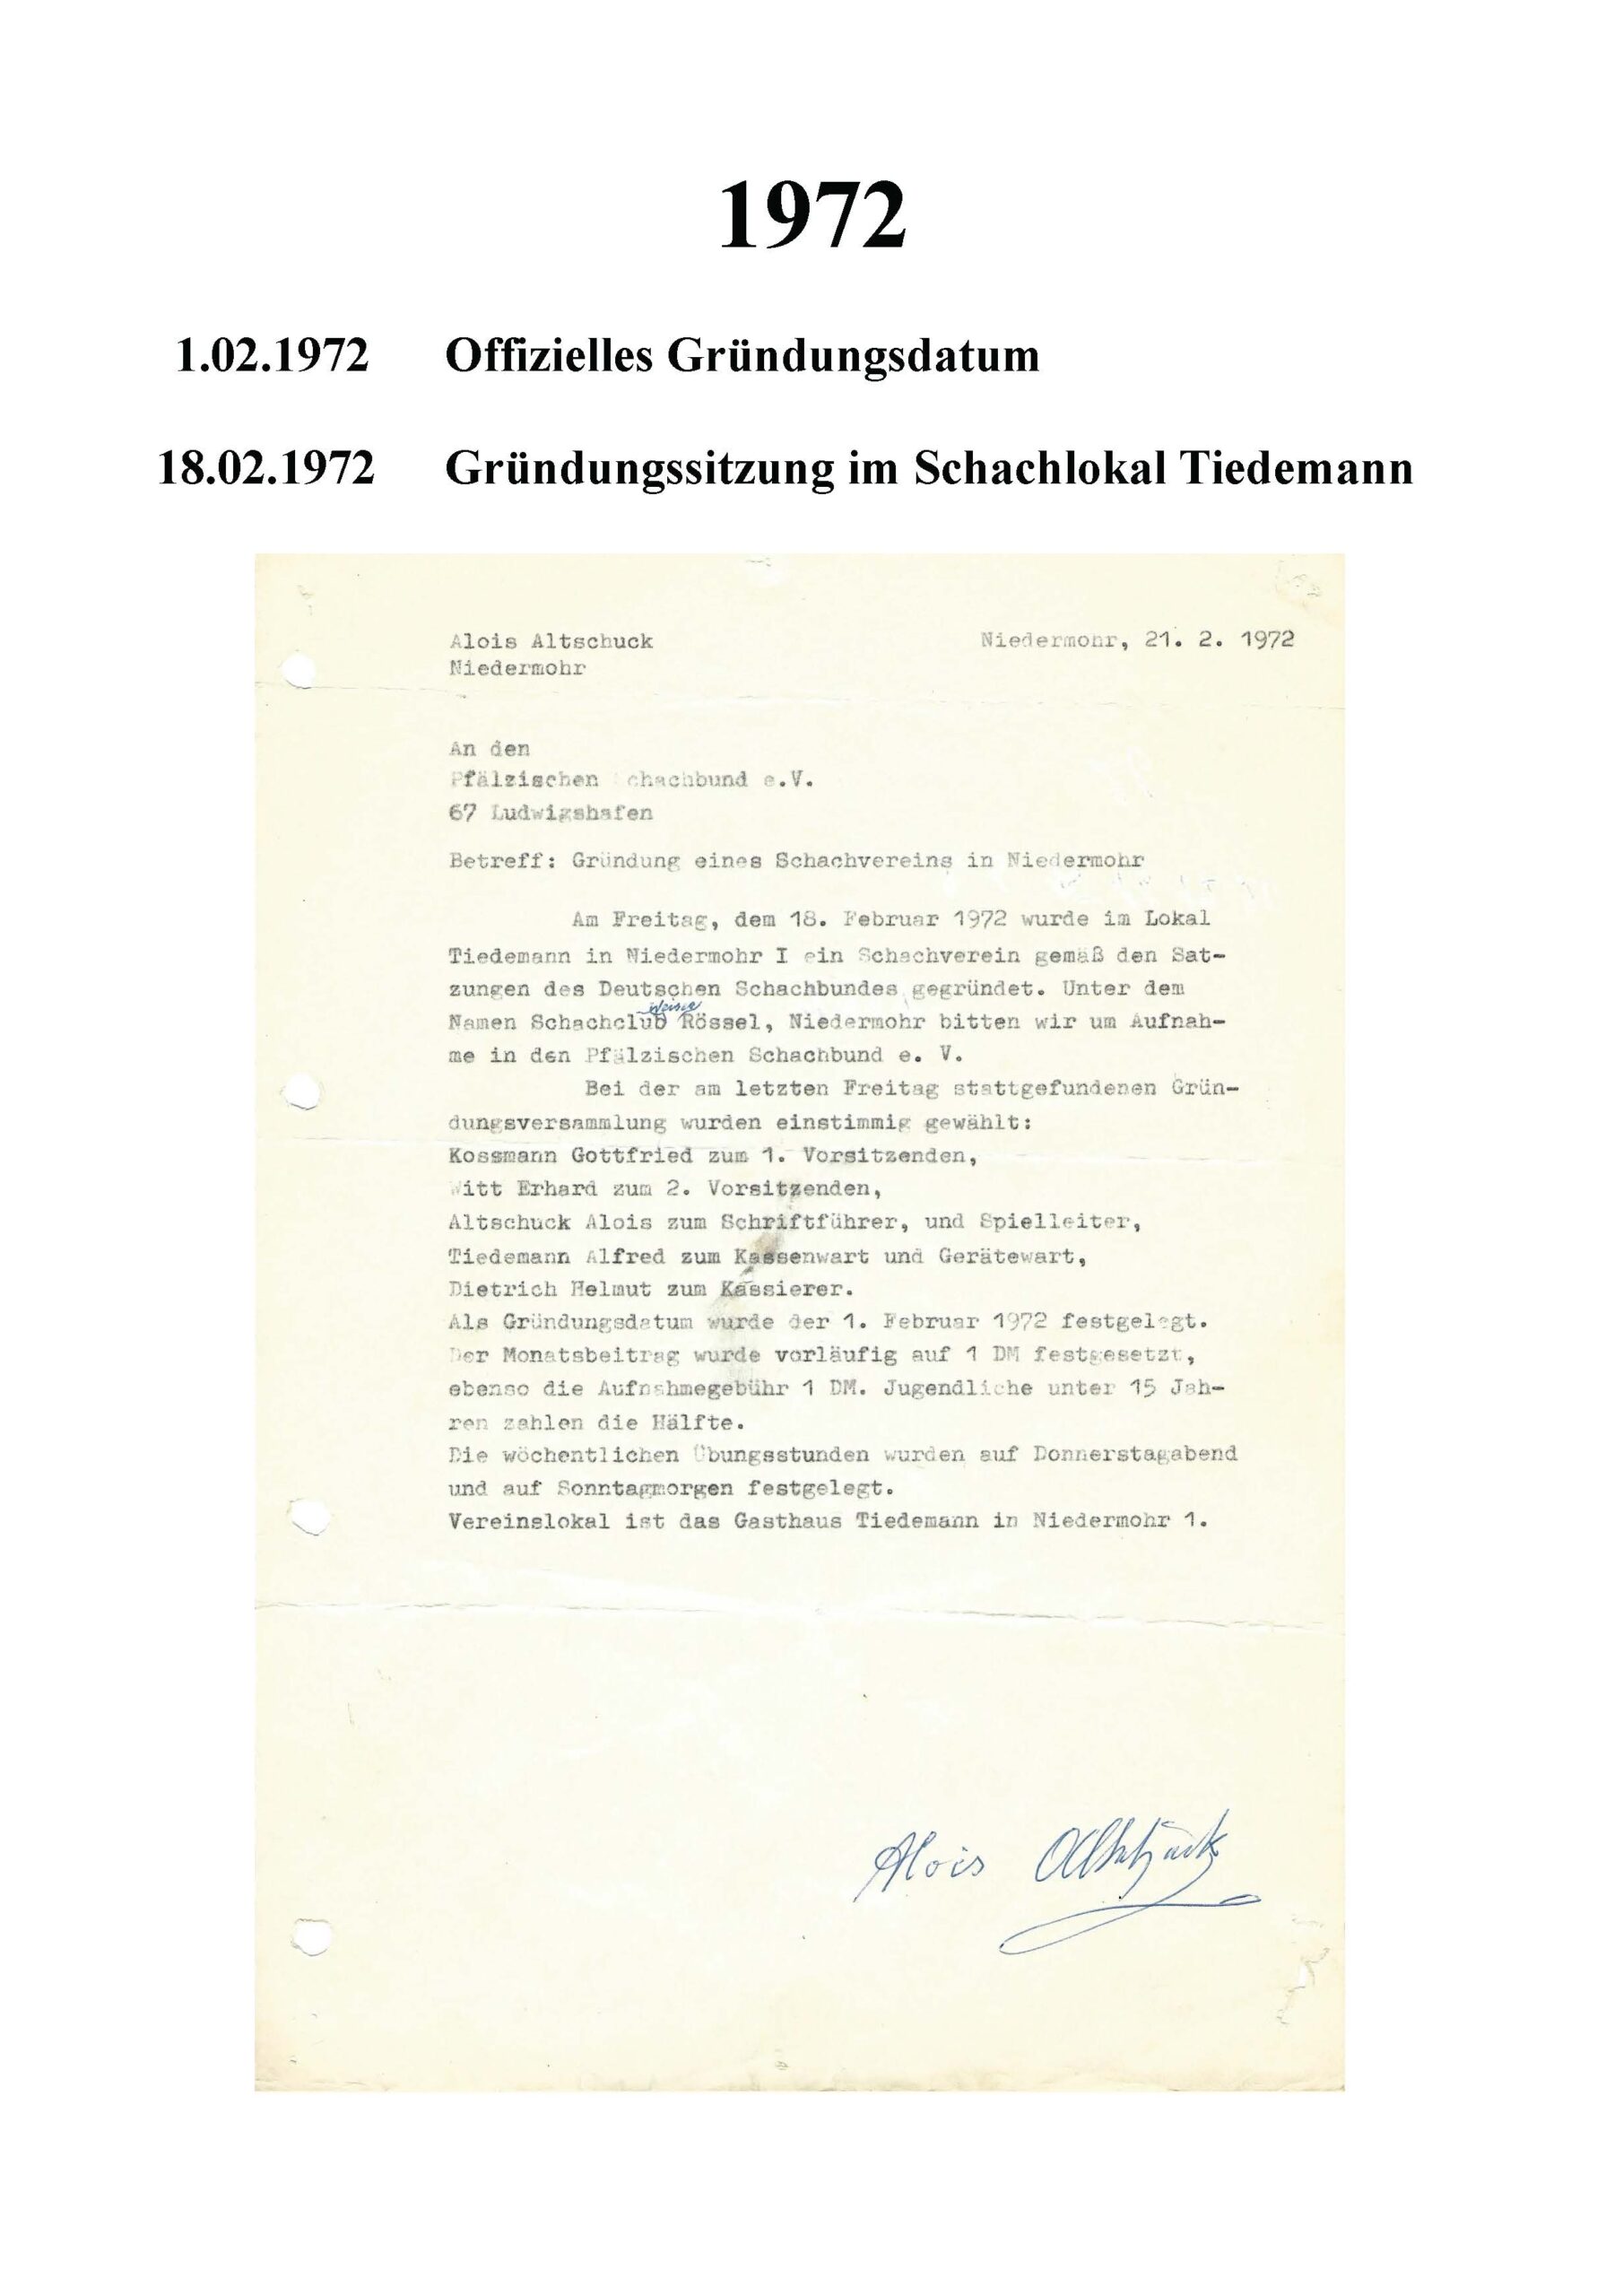 1972
1.02.1972 Offizielles Gründungsdatum
18.02.1972 Gründungssitzung im Schachlokal Tiedemann
Alois Altschuck
Niedermohr, 21. 2. 1972
Niedermohr
An den
Pfälzischen Schachbund e.V.
67 Ludwigshafen
Betreff: Gründung eines Schachvereins in Niedermohr
Am Freitag, dem 18. Februar 1972 wurde im Lokal
Tiedemann in Niedermohr I ein Schachverein gemäß den Sat-
zungen des Deutschen Schachbundes gegründet. Unter dem
Weisse
Namen Schachclub Rössel, Niedermohr bitten wir um Aufnah-
me in den Pfälzischen Schachbund e. V.
Bei der am letzten Freitag stattgefundenen Grün-
dungsversammlung wurden einstimmig gewählt:
Kossmann Gottfried zum 1. Vorsitzenden,
Witt Erhard zum 2. Vorsitzenden,
Altschuck Alois zum Schriftführer, und Spielleiter,
Tiedemann Alfred zum Kassenwart und Gerätewart,
Dietrich Helmut zum Kassierer.
Als Gründungsdatum wurde der 1. Februar 1972 festgelegt.
Der Monatsbeitrag wurde vorläufig auf 1 DM festgesetzt,
ebenso die Aufnahmegebühr 1 DM. Jugendliche unter 15 Jah-
ren zahlen die Hälfte.
Die wöchentlichen Übungsstunden wurden auf Donnerstagabend
und auf Sonntagmorgen festgelegt.
Vereinslokal ist das Gasthaus Tiedemann in Niedermohr 1.
Alois Altschuck